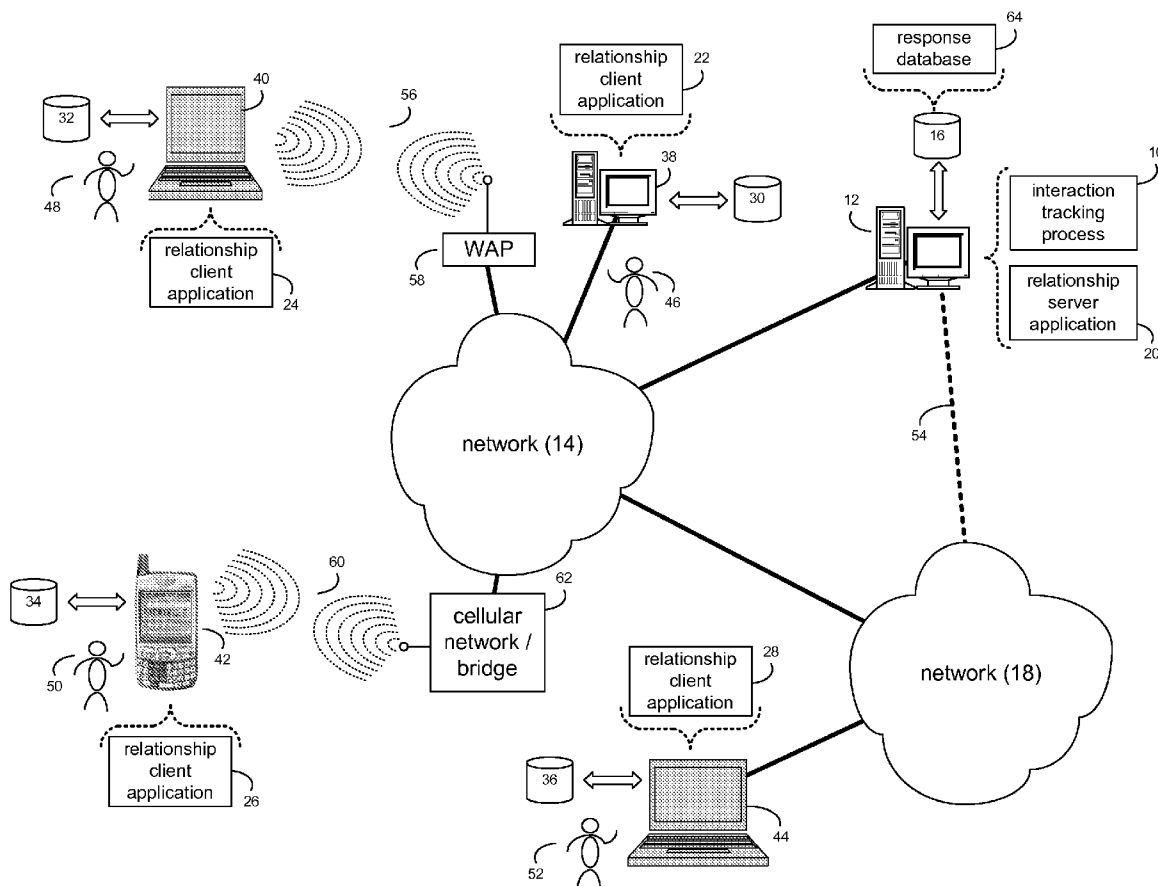 64
response
database
22
relationship
client
application
40
56
32
16
10
38
12
interaction
tracking
process
30
48
WAP
relationship
client
application
58
46
relationship
server
application
24
20
54
network (14)
60
62
34
cellular
network /
bridge
42
28
50
relationship
client
application
network (18)
relationship
client
application
36
26
44
52